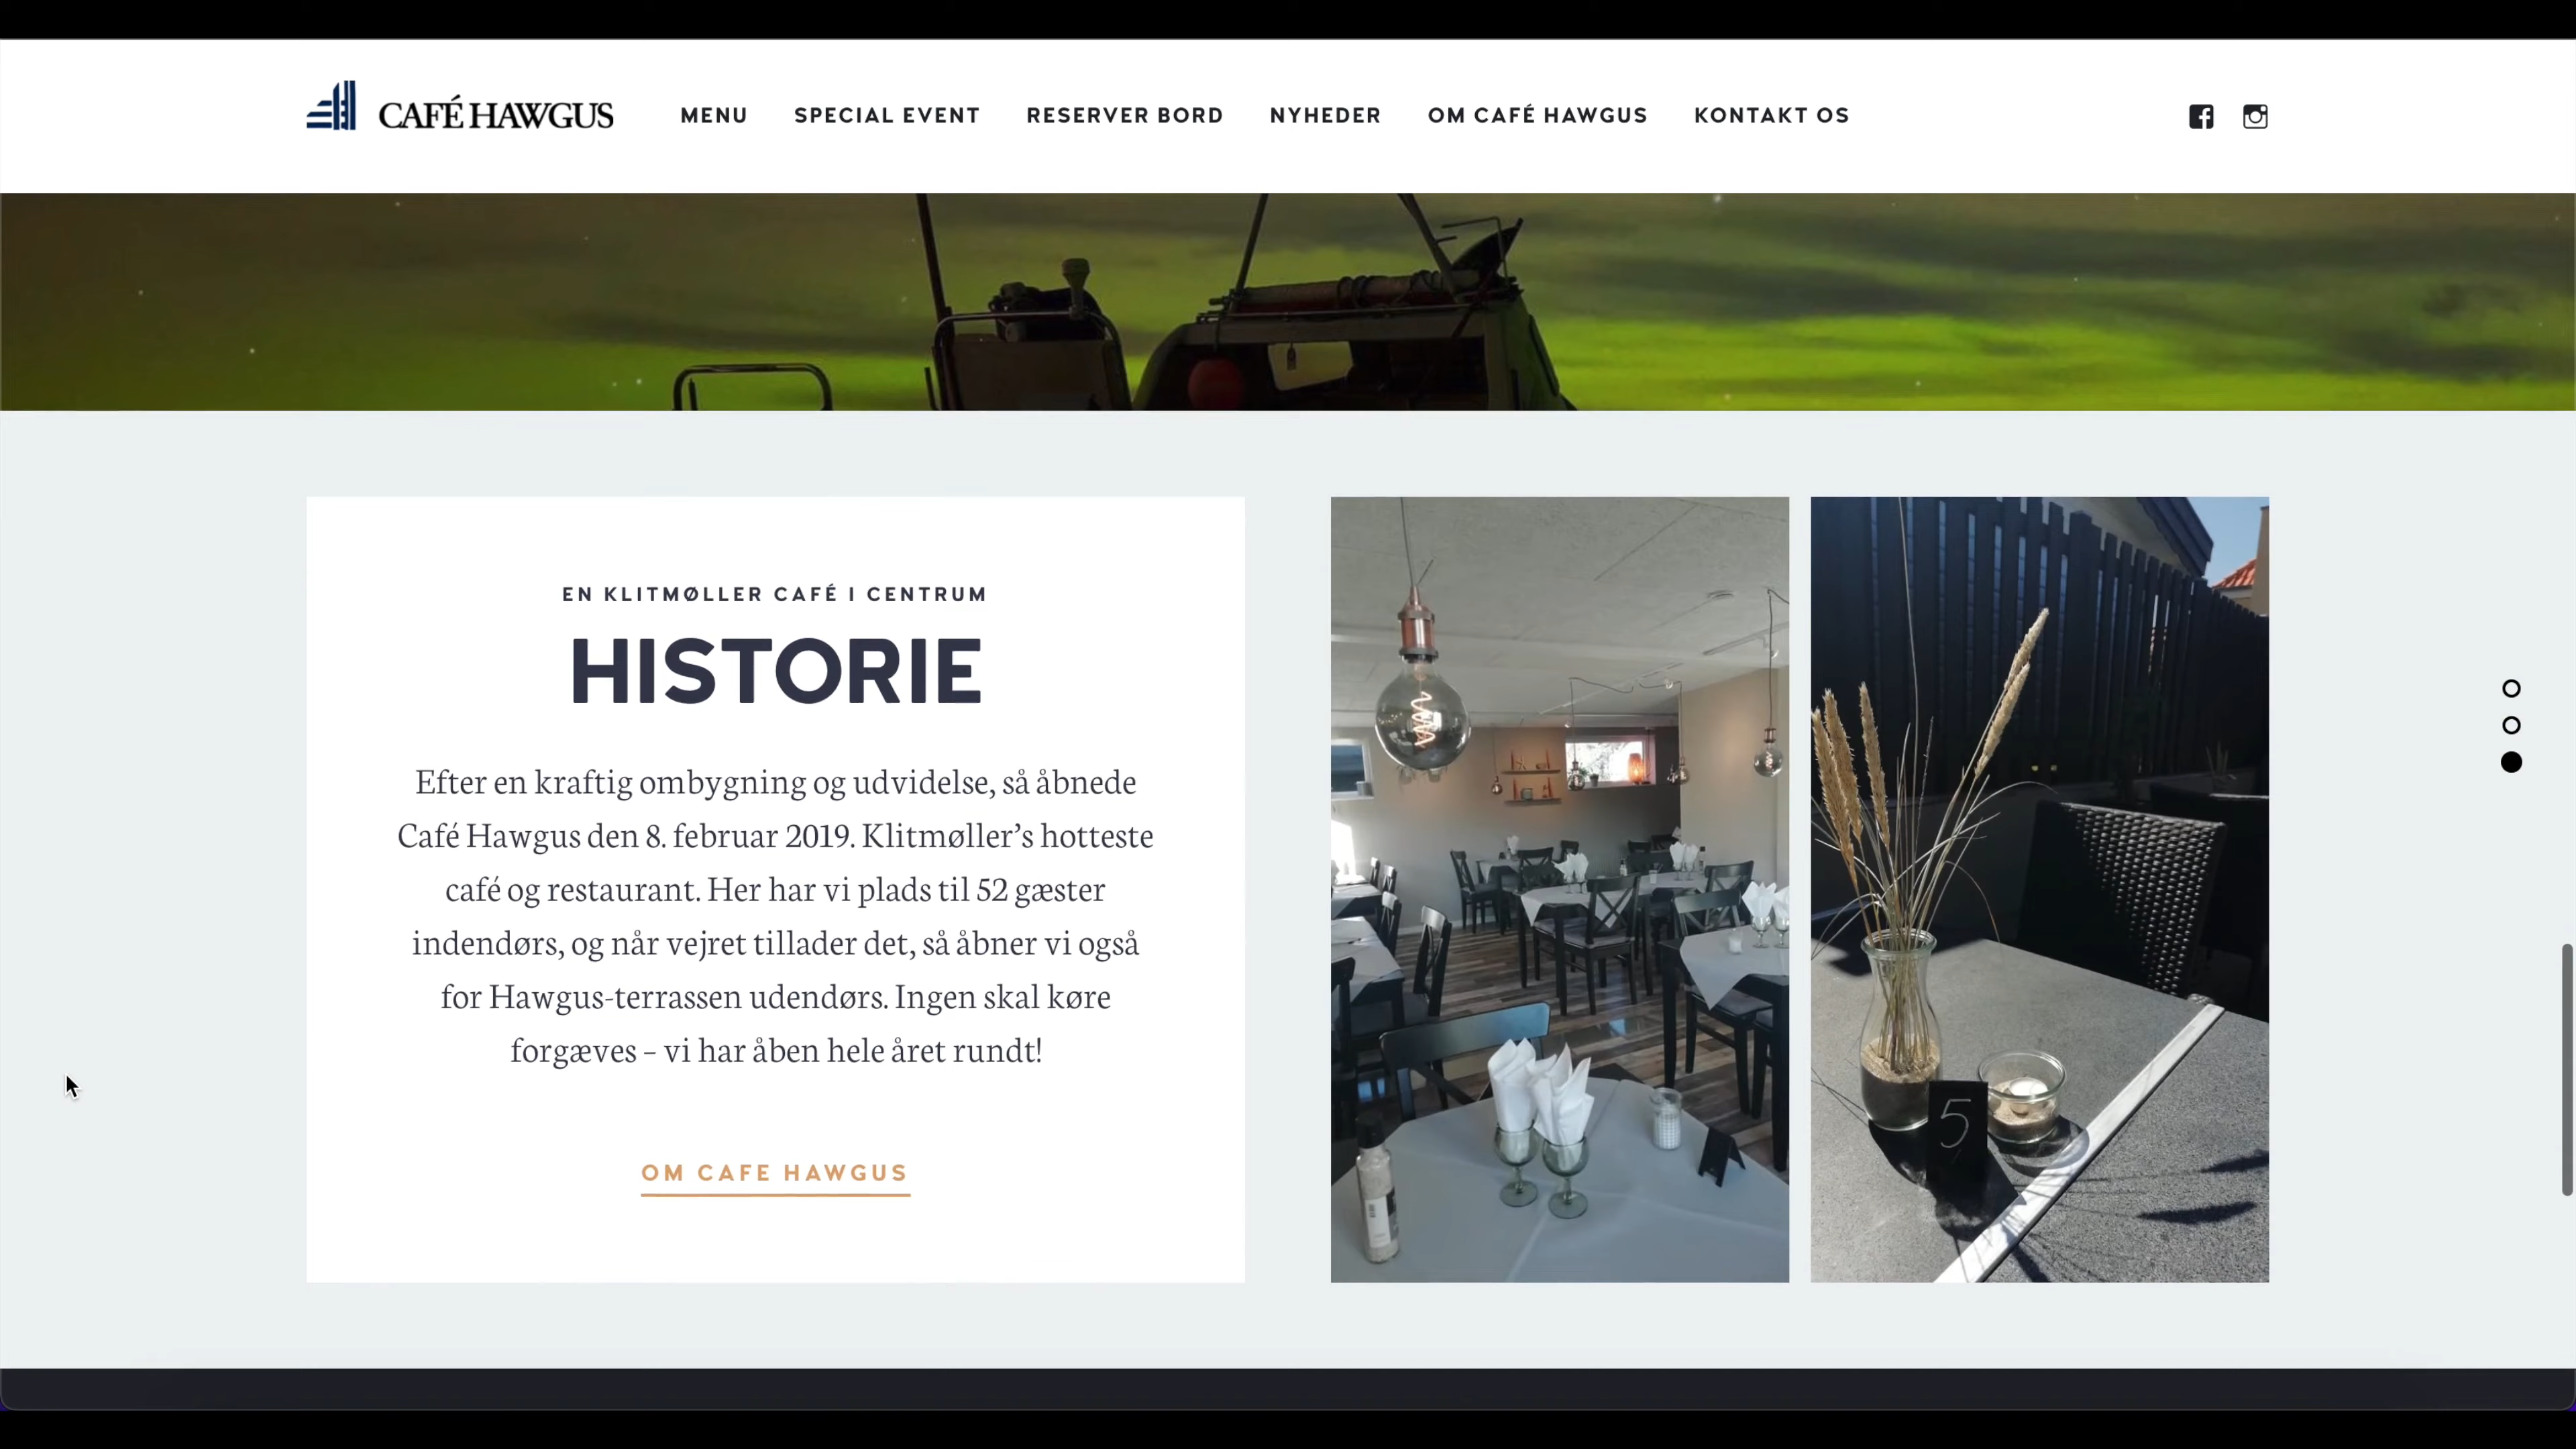 CAFÉ HAWGUS
MENU
SPECIAL EVENT
RESERVER BORD
NYHEDER
OM CAFÉ HAWGUS
KONTAKT OS
EN KLITMØLLER CAFÉ I CENTRUM
HISTORIE
Efter en kraftig ombygning og udvidelse, så åbnede
Café Hawgus den 8. februar 2019. Klitmøller’s hotteste
café og restaurant. Her har vi plads til 52 gæster
indendørs, og når vejret tillader det, så åbner vi også
for Hawgus-terrassen udendørs. Ingen skal køre
forgæves – vi har åben hele året rundt!
OM CAFE HAWGUS
5